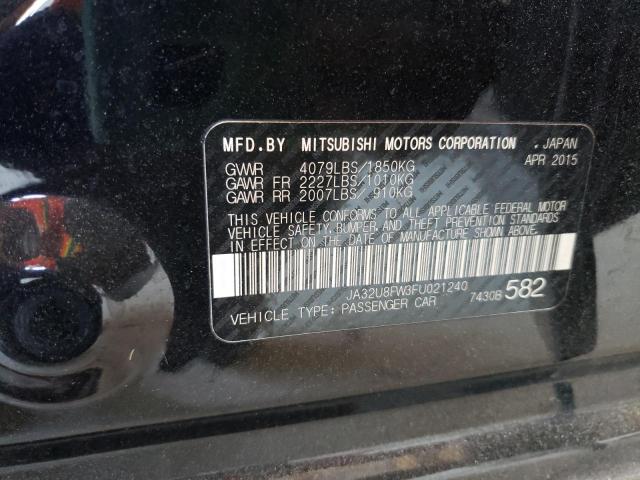 MFD.BY MITSUBISHI MOTORS CORPORATION . JAPAN
APR 2015
GVWR 4079LBS/1850KG
GAWR FR 2227LBS/1010KG
GAWR RR 2007LBS/ 910KG
THIS VEHICLE CONFORMS TO ALL APPLICABLE FEDERAL MOTOR
VEHICLE SAFETY,BUMPER,AND THEFT PREVENTION STANDARDS
IN EFFECT ON THE DATE OF MANUFACTURE SHOWN ABOVE.
JA32U8FW3FU021240
VEHICLE TYPE:PASSENGER CAR 7430B 582